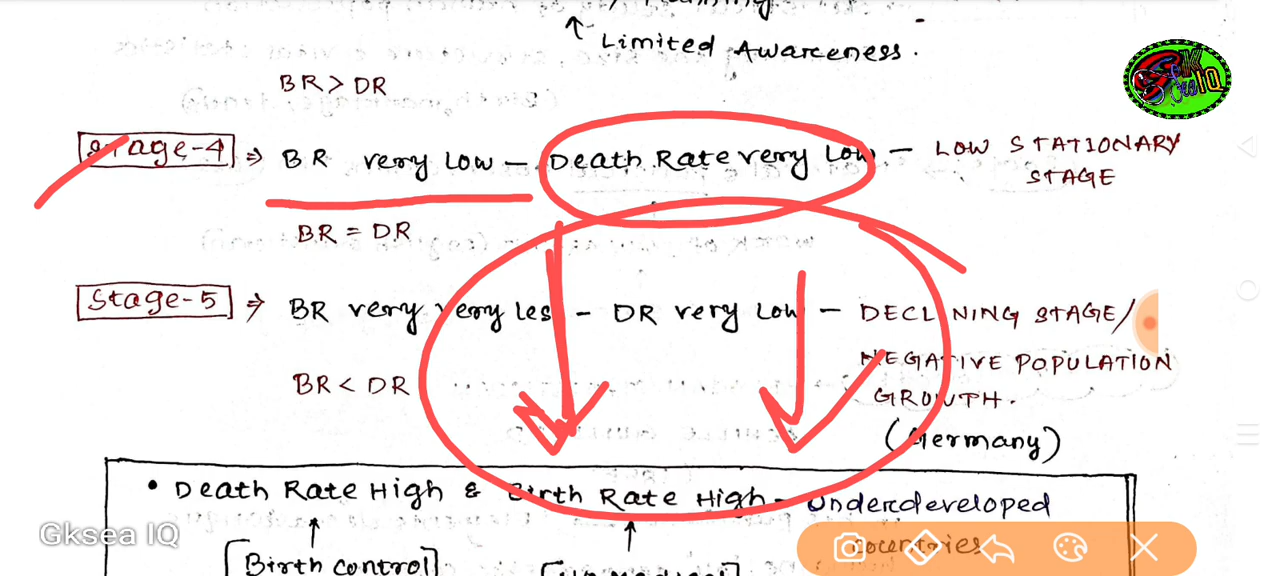 Limited Awareness.
BR > DR
Stage-4 ⇒ BR very Low – Death Rate very Low – LOW STATIONARY STAGE
BR = DR
Stage-5 ⇒ BR very very Les – DR very Low – DECLINING STAGE/
NEGATIVE POPULATION
BR < DR
GROWTH.
(Germany)
• Death Rate High & Birth Rate High – Underdeveloped
countries
Gksea IQ
[Birth control]